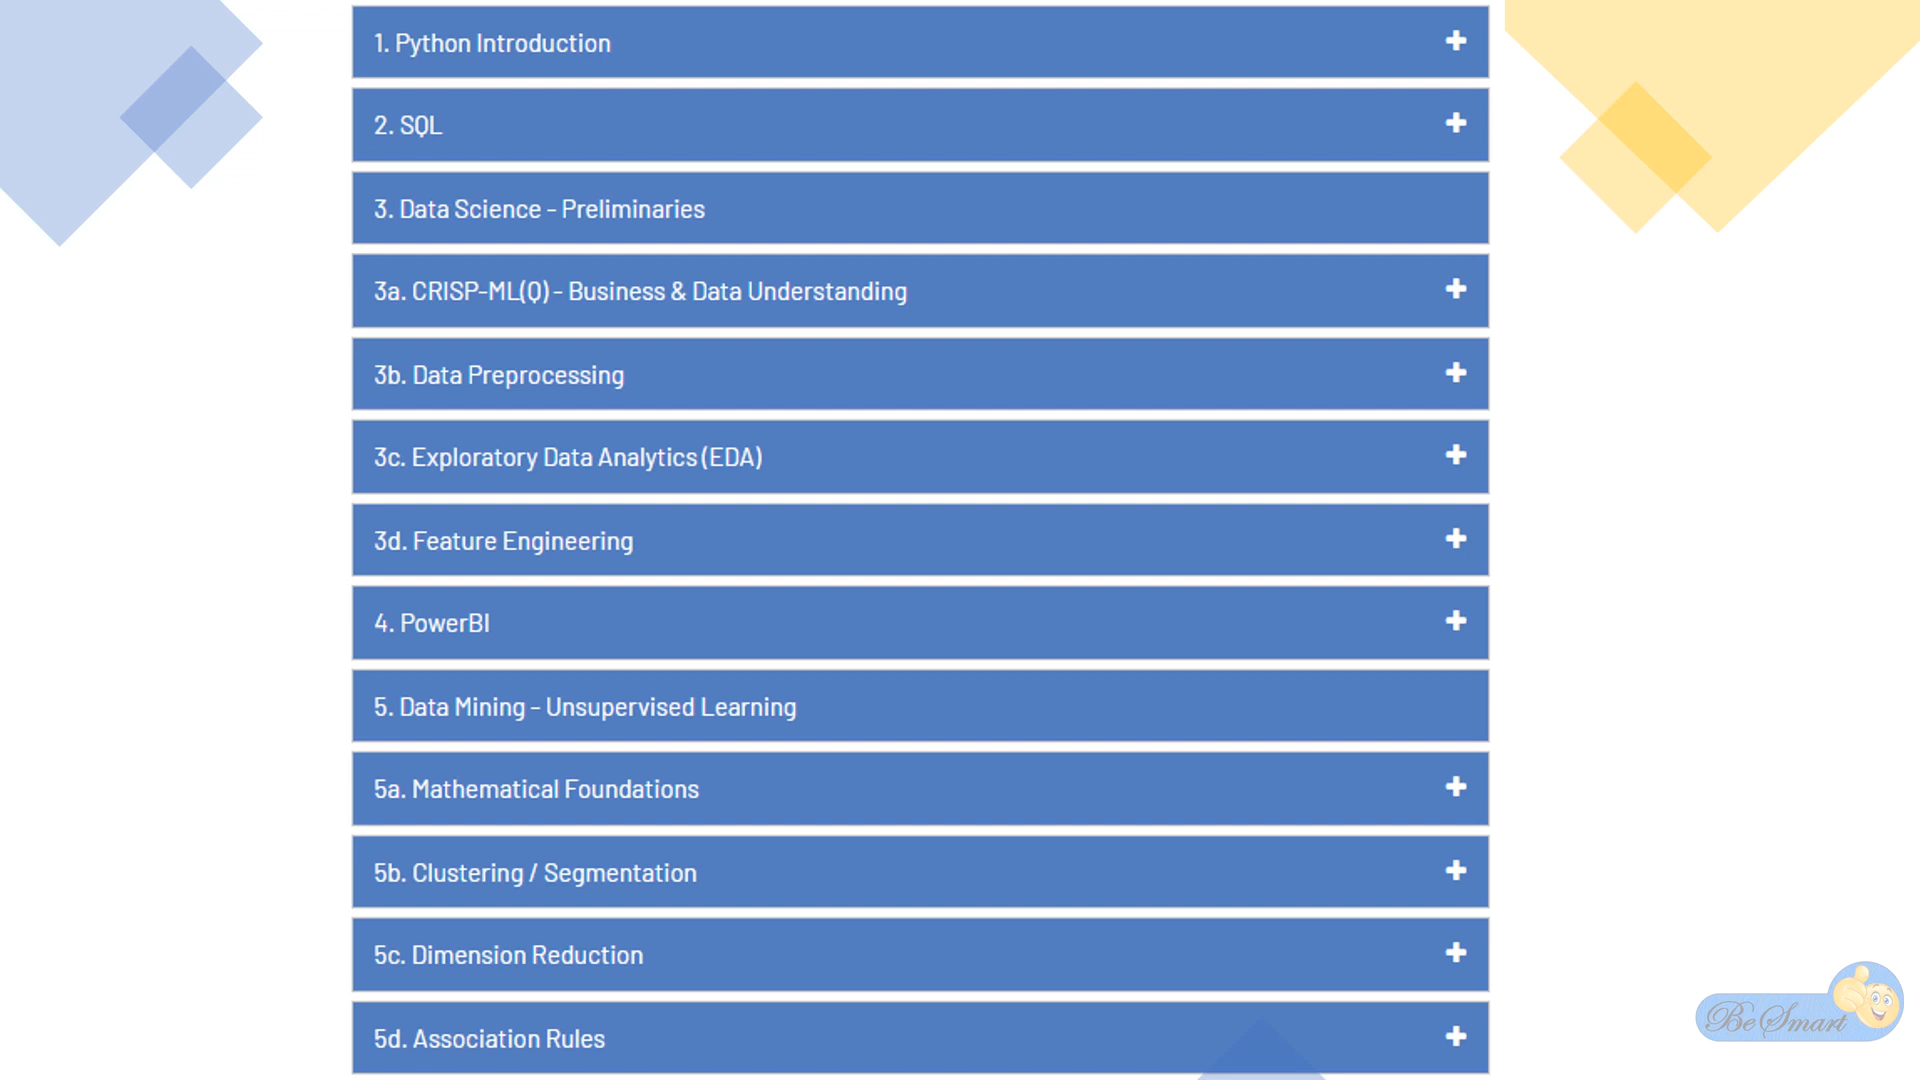 1. Python Introduction
2. SQL
3. Data Science - Preliminaries
3a. CRISP-ML(Q) - Business & Data Understanding
3b. Data Preprocessing
3c. Exploratory Data Analytics (EDA)
3d. Feature Engineering
4. PowerBI
5. Data Mining - Unsupervised Learning
5a. Mathematical Foundations
5b. Clustering / Segmentation
5c. Dimension Reduction
5d. Association Rules
Be Smart